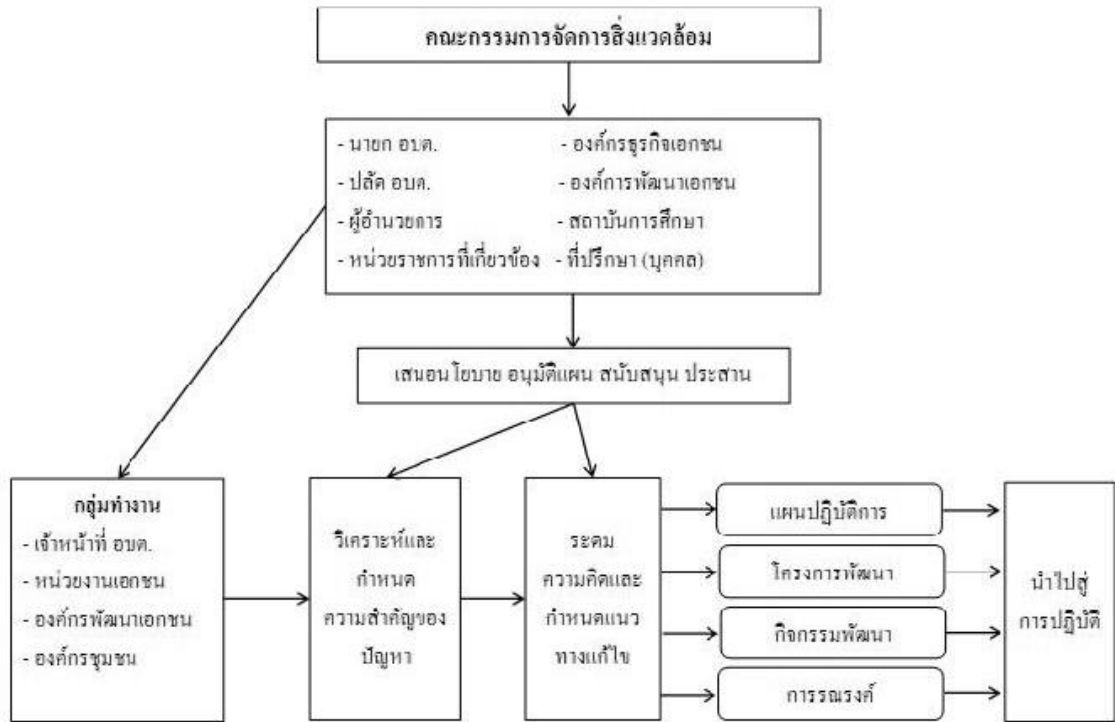 คณะกรรมการจัดการสิ่งแวดล้อม
- นายก อบต. - องค์กรธุรกิจเอกชน
- ปลัด อบต. - องค์การพัฒนาเอกชน
- ผู้อำนวยการ - สถาบันการศึกษา
- หน่วยราชการที่เกี่ยวข้อง - ที่ปรึกษา (บุคคล)
เสนอนโยบาย อนุมัติแผน สนับสนุน ประสาน
กลุ่มทำงาน
- เจ้าหน้าที่ อบต.
- หน่วยงานเอกชน
- องค์กรพัฒนาเอกชน
- องค์กรชุมชน
วิเคราะห์และ
กำหนด
ความสำคัญของ
ปัญหา
ระดม
ความคิดและ
กำหนดแนว
ทางแก้ไข
แผนปฏิบัติการ
โครงการพัฒนา
กิจกรรมพัฒนา
การรณรงค์
นำไปสู่
การปฏิบัติ